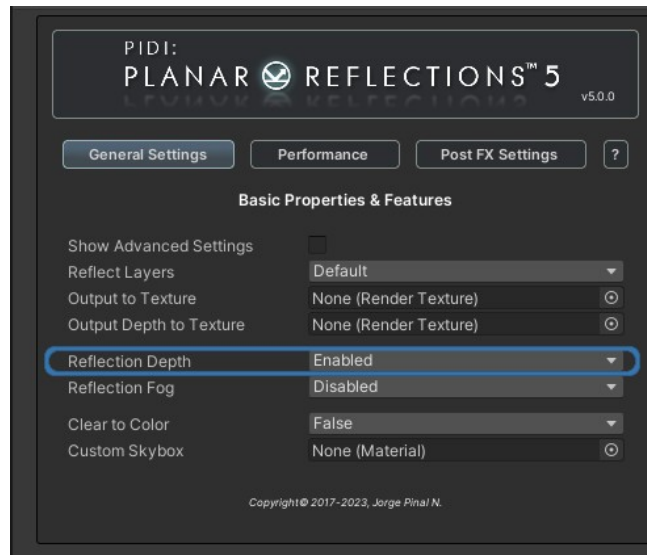 PIDI:
PLANAR REFLECTIONS™ 5
v5.0.0
General Settings Performance Post FX Settings ?
Basic Properties & Features
Show Advanced Settings
Reflect Layers Default
Output to Texture None (Render Texture)
Output Depth to Texture None (Render Texture)
Reflection Depth Enabled
Reflection Fog Disabled
Clear to Color False
Custom Skybox None (Material)
Copyright© 2017-2023, Jorge Pinal N.